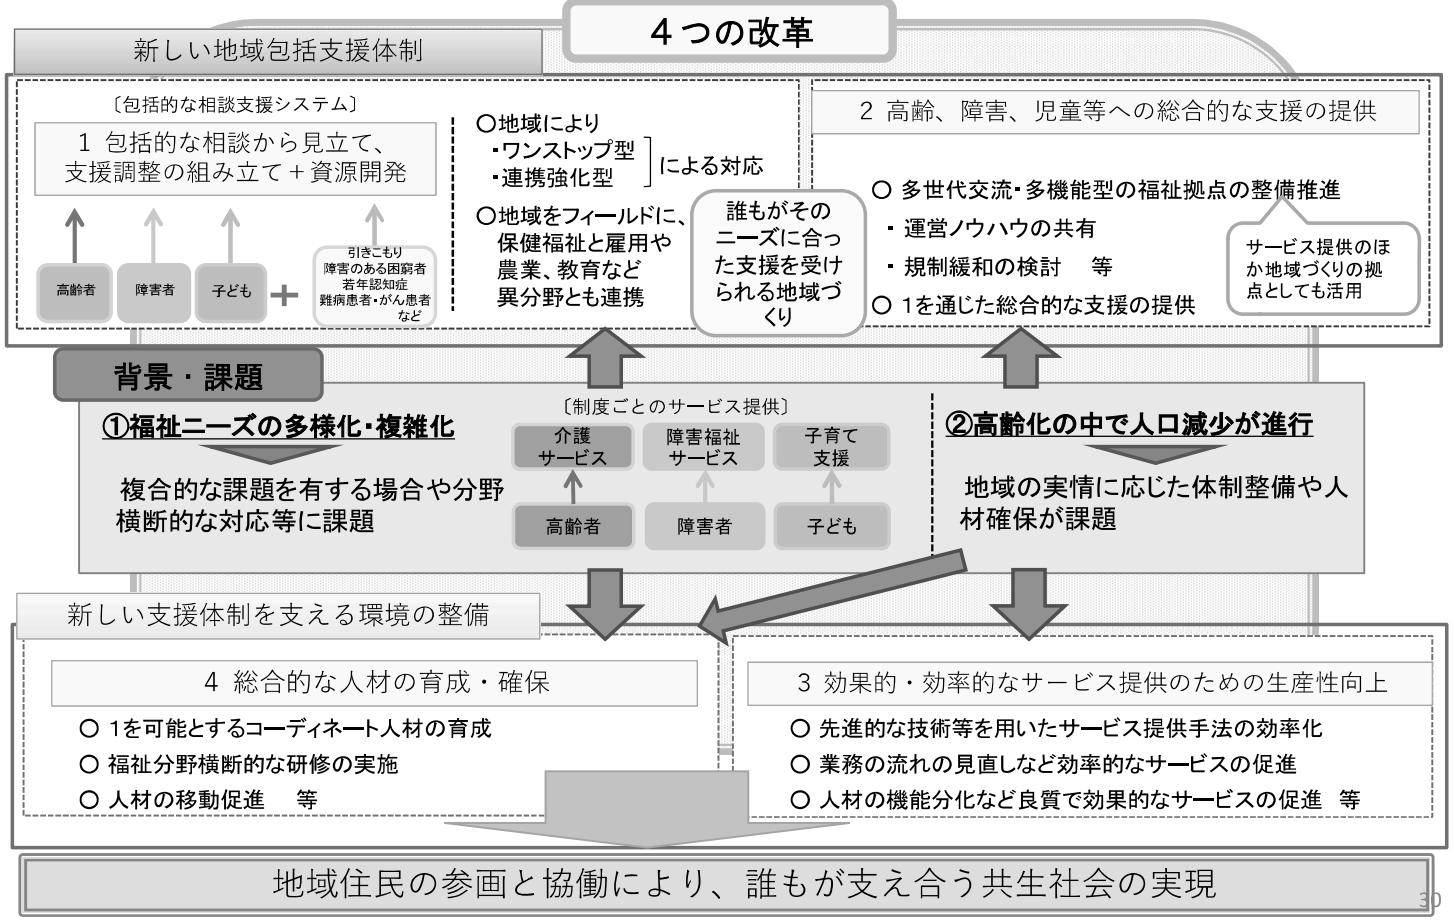 4つの改革
新しい地域包括支援体制
〔包括的な相談支援システム〕
1 包括的な相談から見立て、
支援調整の組み立て＋資源開発
高齢者
障害者
子ども
＋
引きこもり
障害のある困窮者
若年認知症
難病患者・がん患者
など
○地域により
・ワンストップ型
・連携強化型
による対応
○地域をフィールドに、
保健福祉と雇用や
農業、教育など
異分野とも連携
誰もがその
ニーズに合っ
た支援を受け
られる地域づ
くり
2 高齢、障害、児童等への総合的な支援の提供
○ 多世代交流・多機能型の福祉拠点の整備推進
・ 運営ノウハウの共有
・ 規制緩和の検討　等
○ 1を通じた総合的な支援の提供
サービス提供のほ
か地域づくりの拠
点としても活用
背景・課題
①福祉ニーズの多様化・複雑化
複合的な課題を有する場合や分野
横断的な対応等に課題
〔制度ごとのサービス提供〕
介護
サービス
障害福祉
サービス
子育て
支援
高齢者
障害者
子ども
②高齢化の中で人口減少が進行
地域の実情に応じた体制整備や人
材確保が課題
新しい支援体制を支える環境の整備
4 総合的な人材の育成・確保
○ 1を可能とするコーディネート人材の育成
○ 福祉分野横断的な研修の実施
○ 人材の移動促進　等
3 効果的・効率的なサービス提供のための生産性向上
○ 先進的な技術等を用いたサービス提供手法の効率化
○ 業務の流れの見直しなど効率的なサービスの促進
○ 人材の機能分化など良質で効果的なサービスの促進　等
地域住民の参画と協働により、誰もが支え合う共生社会の実現
30